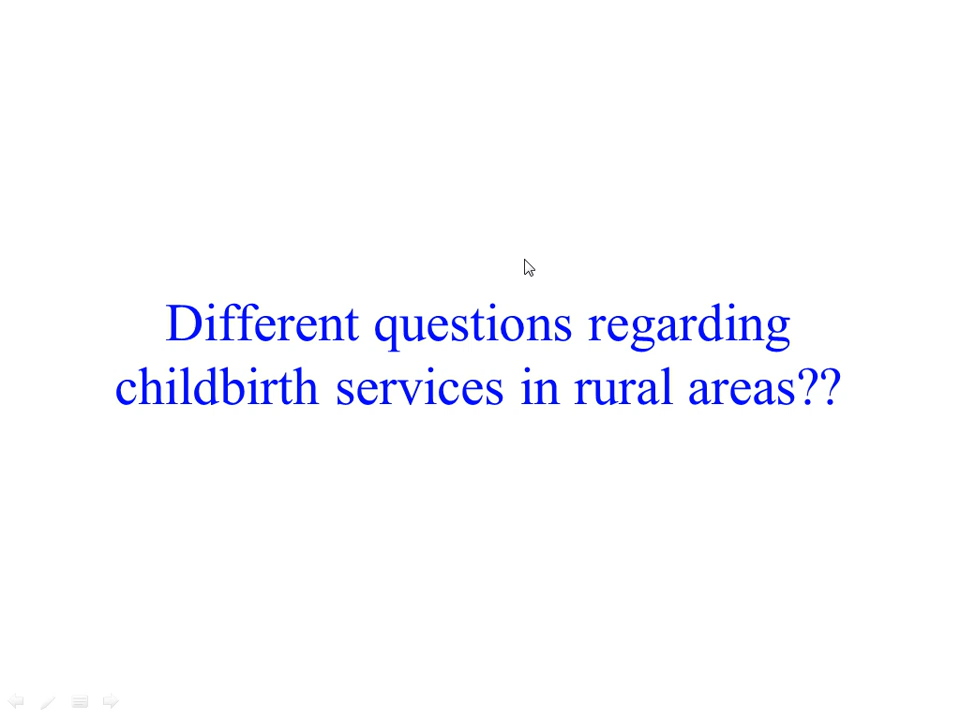 Different questions regarding
childbirth services in rural areas??